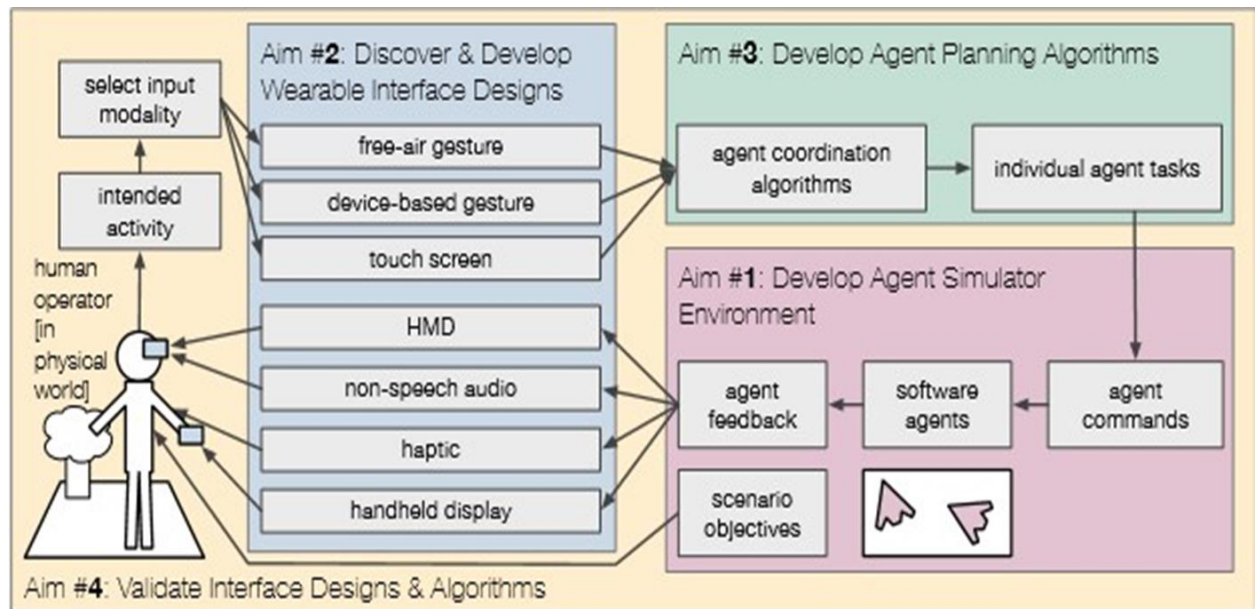 select input
modality
intended
activity
human
operator
[in
physical
world]
Aim #2: Discover & Develop
Wearable Interface Designs
free-air gesture
device-based gesture
touch screen
HMD
non-speech audio
haptic
handheld display
Aim #3: Develop Agent Planning Algorithms
agent coordination
algorithms
individual agent tasks
Aim #1: Develop Agent Simulator
Environment
agent
feedback
software
agents
agent
commands
scenario
objectives
Aim #4: Validate Interface Designs & Algorithms